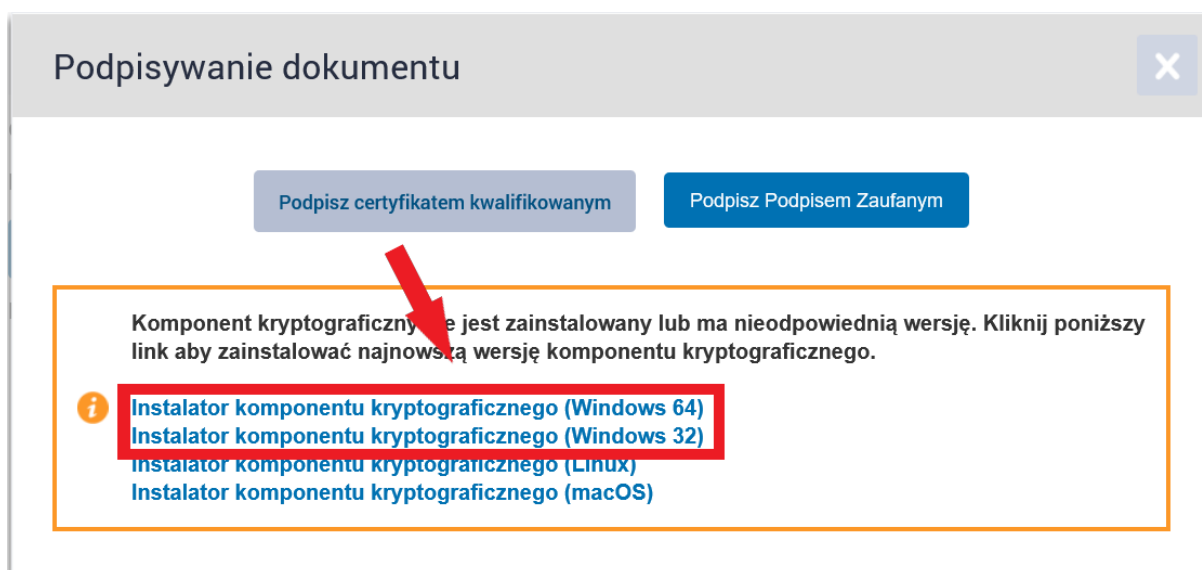 Podpisywanie dokumentu
Podpisz certyfikatem kwalifikowanym
Podpisz Podpisem Zaufanym
Komponent kryptograficzny jest zainstalowany lub ma nieodpowiednią wersję. Kliknij poniższy
link aby zainstalować najnowszą wersję komponentu kryptograficznego.
Instalator komponentu kryptograficznego (Windows 64)
Instalator komponentu kryptograficznego (Windows 32)
Instalator komponentu kryptograficznego (Linux)
Instalator komponentu kryptograficznego (macOS)